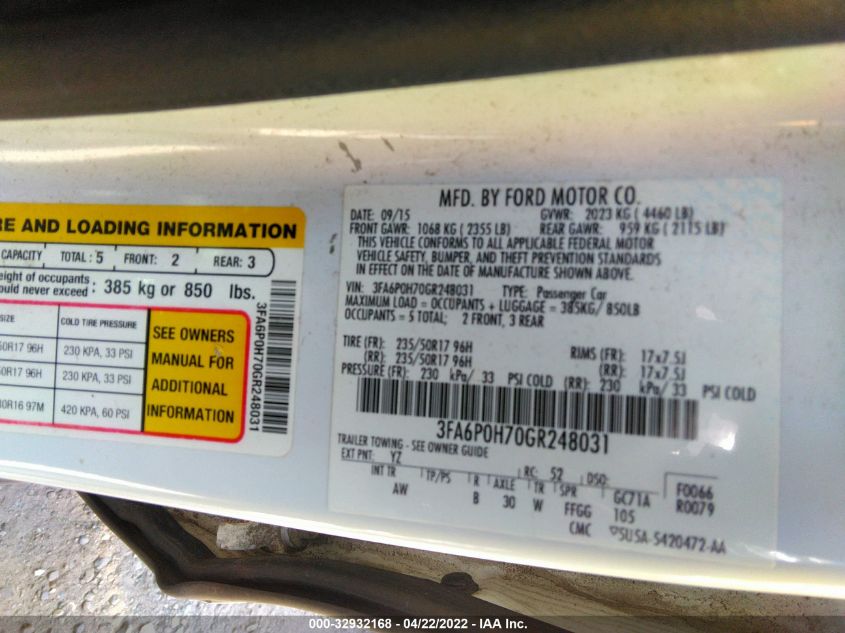 RE AND LOADING INFORMATION
CAPACITY TOTAL: 5 FRONT: 2 REAR: 3
eight of occupants
ould never exceed : 385 kg or 850 lbs.
SIZE COLD TIRE PRESSURE
50R17 96H 230 KPA, 33 PSI
50R17 96H 230 KPA, 33 PSI
80R16 97M 420 KPA, 60 PSI
SEE OWNERS
MANUAL FOR
ADDITIONAL
INFORMATION
3FA6P0H70GR248031
MFD. BY FORD MOTOR CO.
DATE: 09/15 GVWR: 2023 KG ( 4460 LB)
FRONT GAWR: 1068 KG ( 2355 LB) REAR GAWR: 959 KG ( 2115 LB)
THIS VEHICLE CONFORMS TO ALL APPLICABLE FEDERAL MOTOR
VEHICLE SAFETY, BUMPER, AND THEFT PREVENTION STANDARDS
IN EFFECT ON THE DATE OF MANUFACTURE SHOWN ABOVE.
VIN: 3FA6P0H70GR248031 TYPE: Passenger Car
MAXIMUM LOAD = OCCUPANTS + LUGGAGE = 385KG/ 850LB
OCCUPANTS = 5 TOTAL; 2 FRONT, 3 REAR
TIRE (FR): 235/50R17 96H RIMS (FR): 17x7.5J
(RR): 235/50R17 96H (RR): 17x7.5J
PRESSURE (FR): 230 kPa/ 33 PSI COLD (RR): 230 kPa/ 33 PSI COLD
3FA6P0H70GR248031
TRAILER TOWING - SEE OWNER GUIDE
EXT PNT: YZ RC: 52 DSO: F0066
INT TR TP/PS R AXLE TR SPR GC71A R0079
AW B 30 W FFGG 105
CMC 5USA-5420472-AA
000-32932168 - 04/22/2022 - IAA Inc.